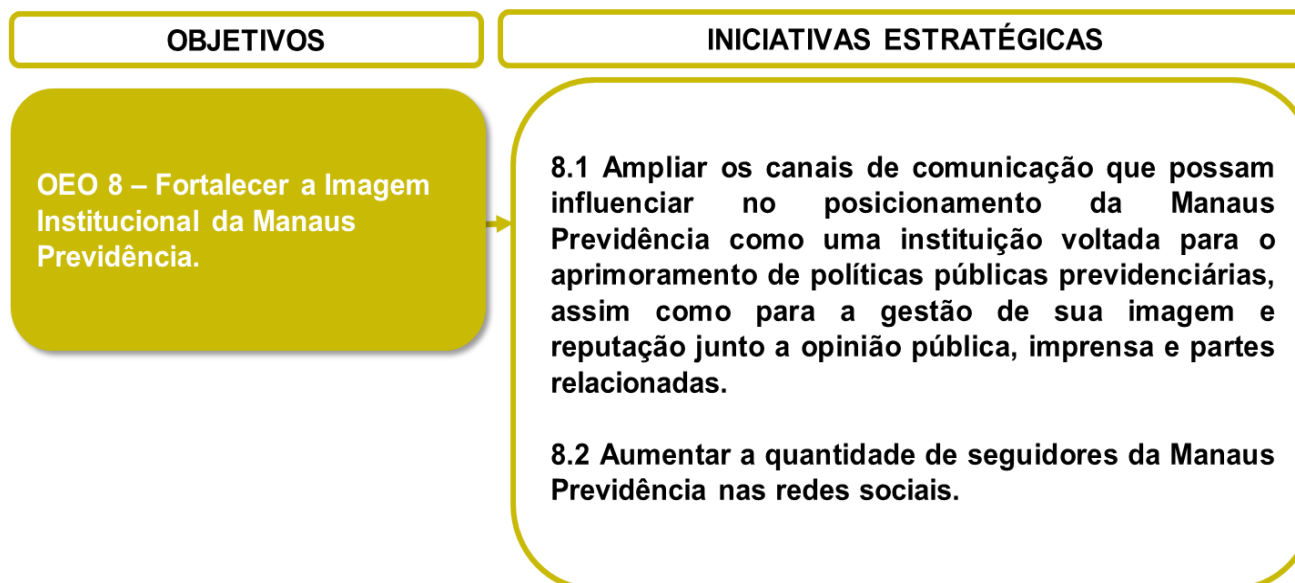 OBJETIVOS
INICIATIVAS ESTRATÉGICAS
OEO 8 – Fortalecer a Imagem
Institucional da Manaus
Previdência.
8.1 Ampliar os canais de comunicação que possam
influenciar no posicionamento da Manaus
Previdência como uma instituição voltada para o
aprimoramento de políticas públicas previdenciárias,
assim como para a gestão de sua imagem e
reputação junto a opinião pública, imprensa e partes
relacionadas.
8.2 Aumentar a quantidade de seguidores da Manaus
Previdência nas redes sociais.